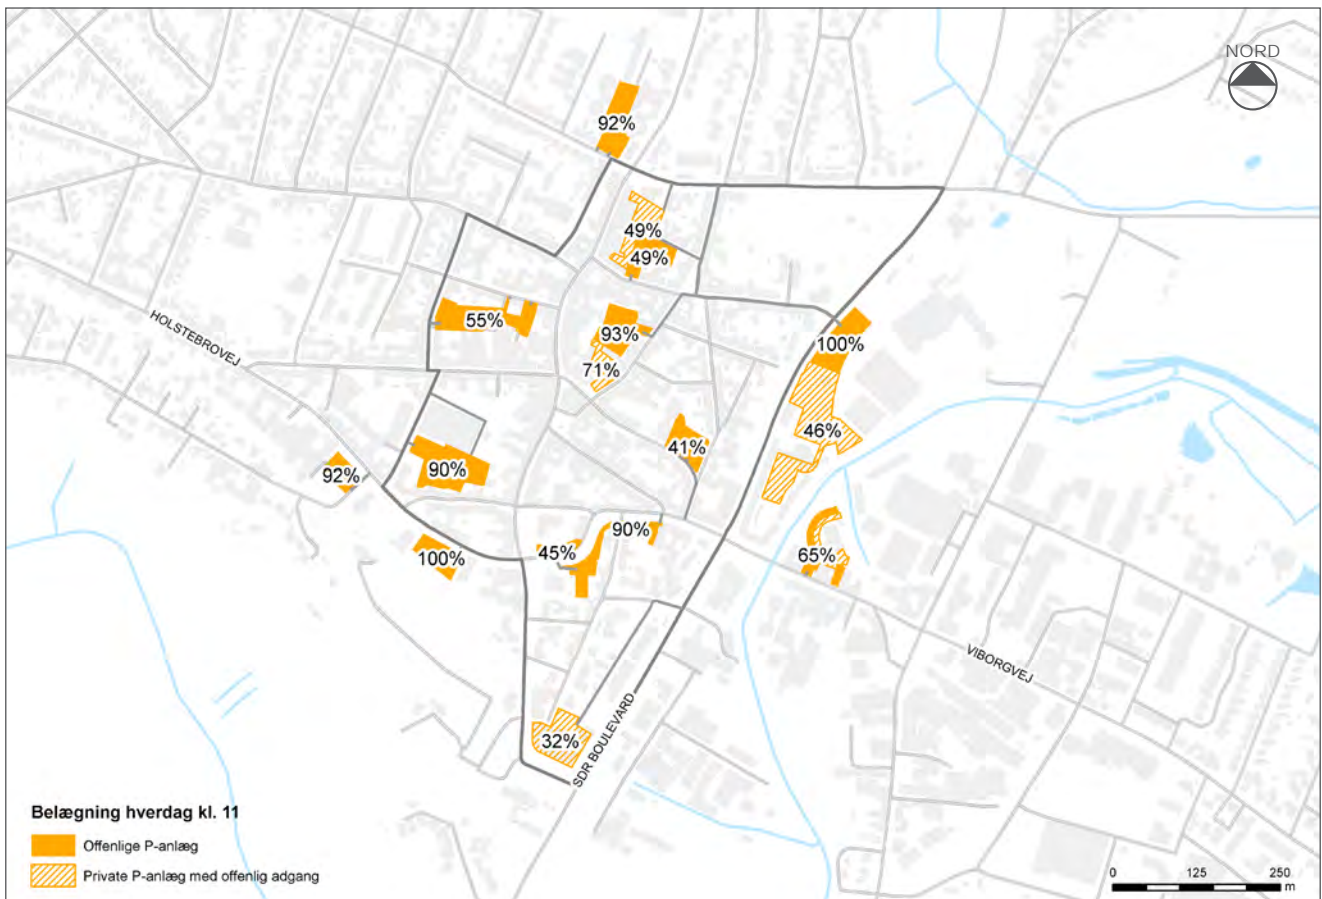 NORD
92%
49%
49%
HOLSTEBROVEJ
55%
93%
100%
71%
46%
41%
92%
90%
90%
100%
45%
65%
VIBORGVEJ
SDR BOULEVARD
32%
Belægning hverdag kl. 11
Offenlige P-anlæg
Private P-anlæg med offenlig adgang
0 125 250
m